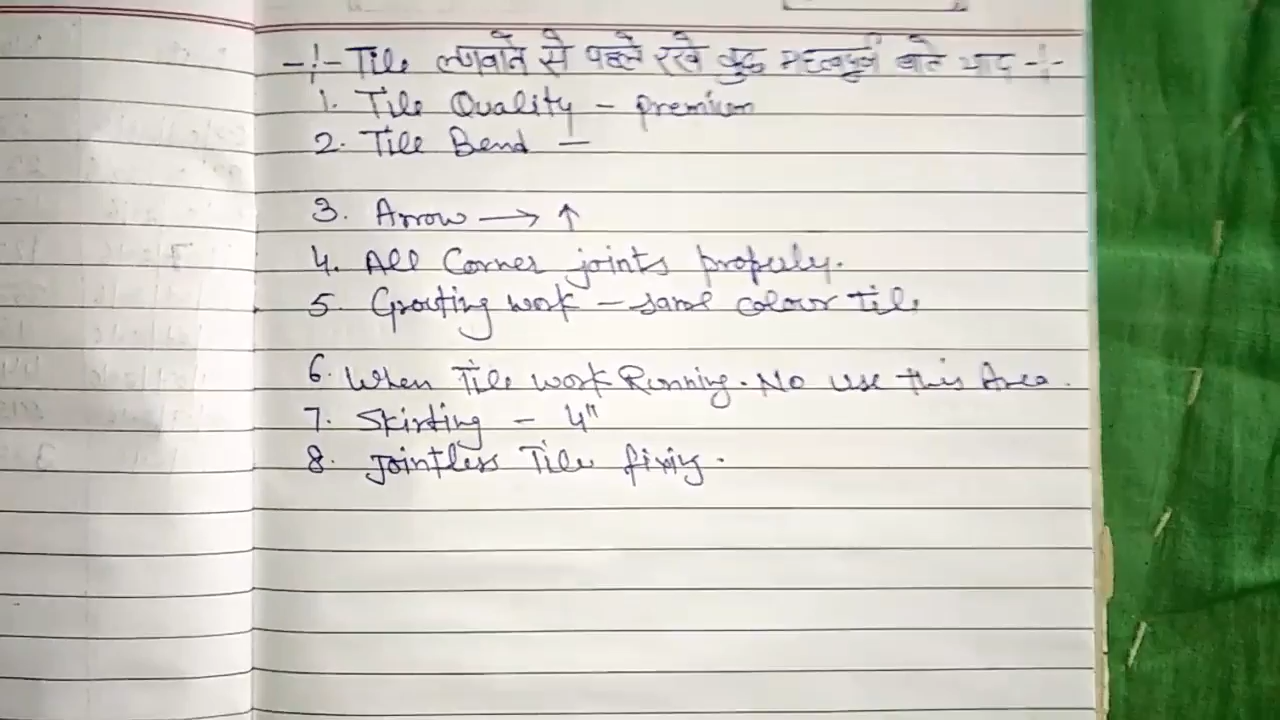 -:- Tile लगवाने से पहले रखे कुछ महत्वपूर्ण बाते याद -:-
1. Tile Quality - premium
2. Tile Bend -
3. Arrow → ↑
4. All Corner joints properly.
5. Grouting work - same colour tile
6. When Tile work Running. No use this Area.
7. Skirting - 4"
8. Jointless Tile fixing.